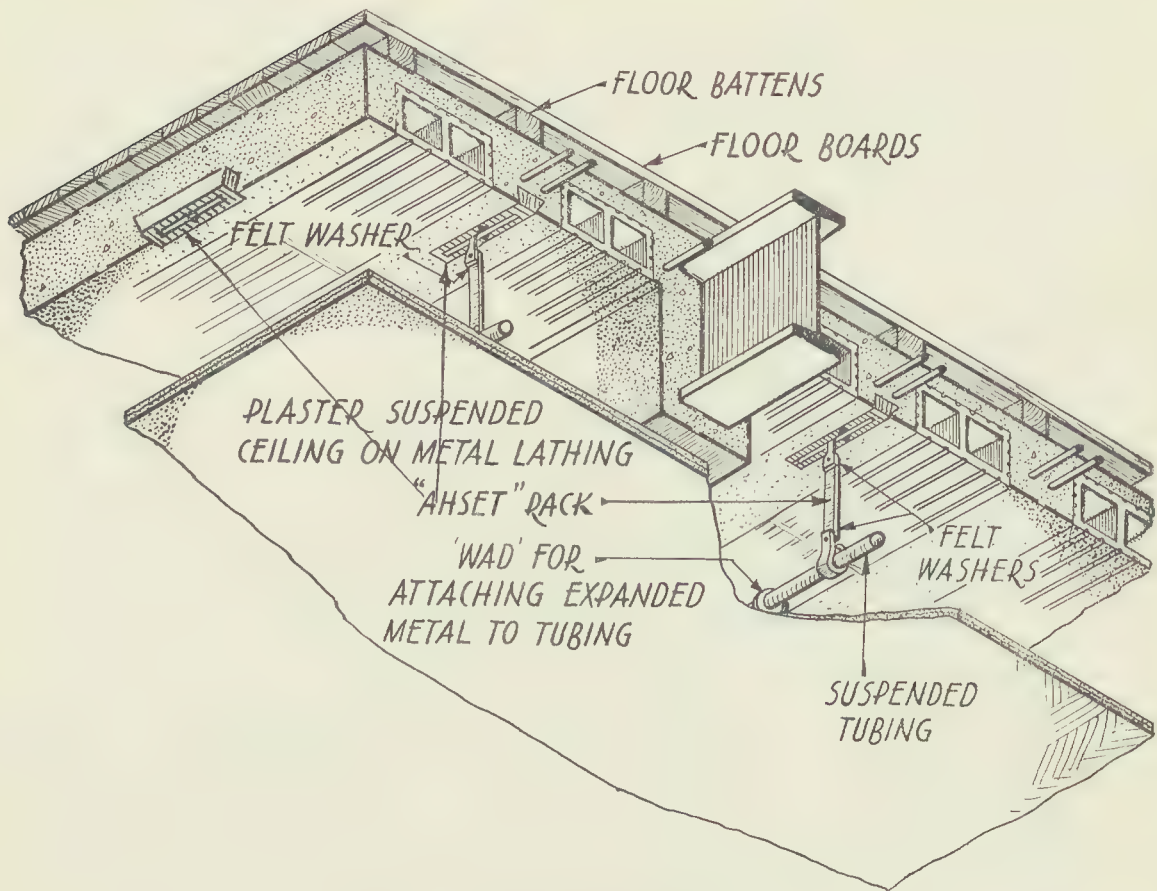 FLOOR BATTENS
FLOOR BOARDS
FELT WASHER
PLASTER SUSPENDED
CEILING ON METAL LATHING
"AHSET" RACK
'WAD' FOR
ATTACHING EXPANDED
METAL TO TUBING
FELT
WASHERS
SUSPENDED
TUBING